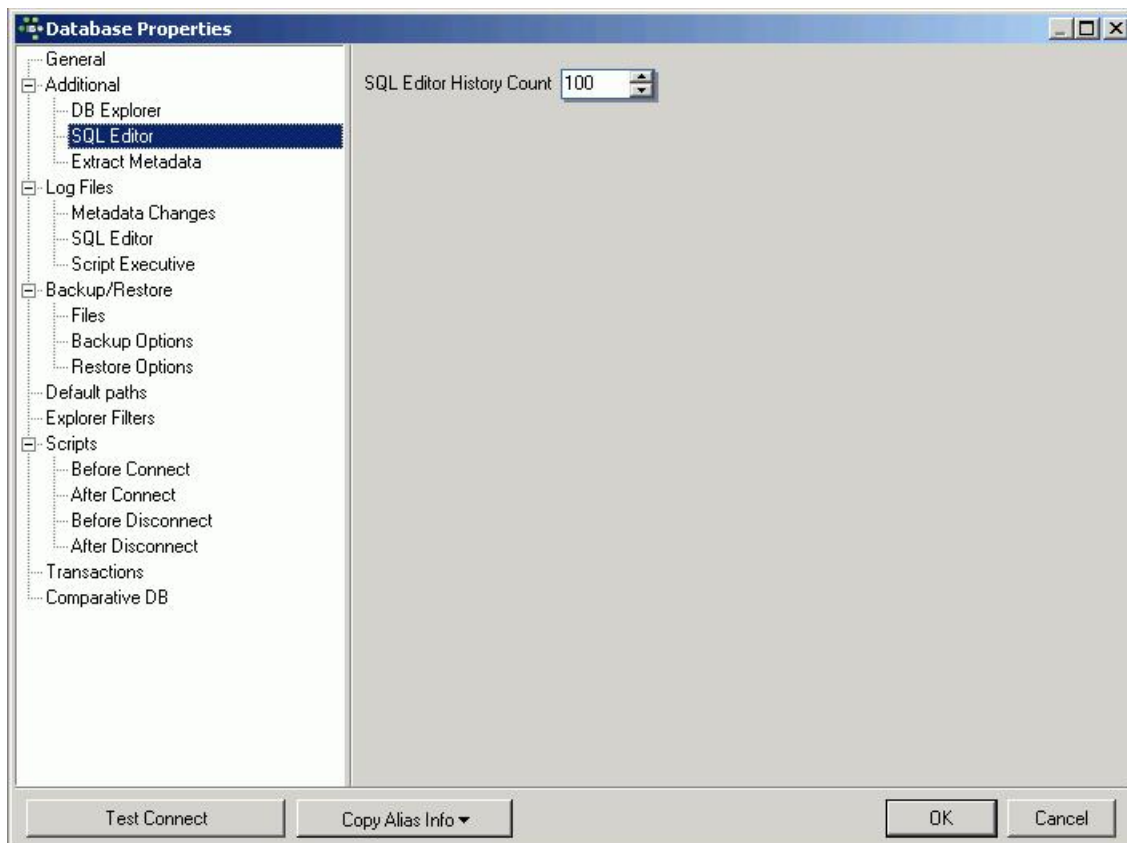 Database Properties
General
Additional
DB Explorer
SQL Editor
Extract Metadata
Log Files
Metadata Changes
SQL Editor
Script Executive
Backup/Restore
Files
Backup Options
Restore Options
Default paths
Explorer Filters
Scripts
Before Connect
After Connect
Before Disconnect
After Disconnect
Transactions
Comparative DB
SQL Editor History Count 100
Test Connect Copy Alias Info OK Cancel